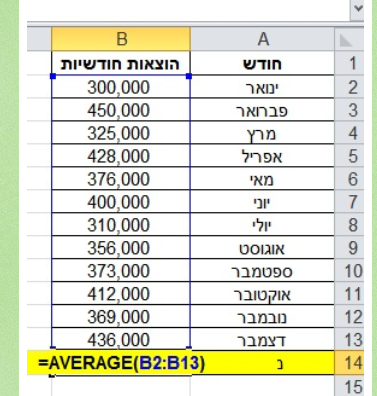 A B
1 חודש הוצאות חודשיות
2 ינואר 300,000
3 פברואר 450,000
4 מרץ 325,000
5 אפריל 428,000
6 מאי 376,000
7 יוני 400,000
8 יולי 310,000
9 אוגוסט 356,000
10 ספטמבר 373,000
11 אוקטובר 412,000
12 נובמבר 369,000
13 דצמבר 436,000
14 נ =AVERAGE(B2:B13)
15